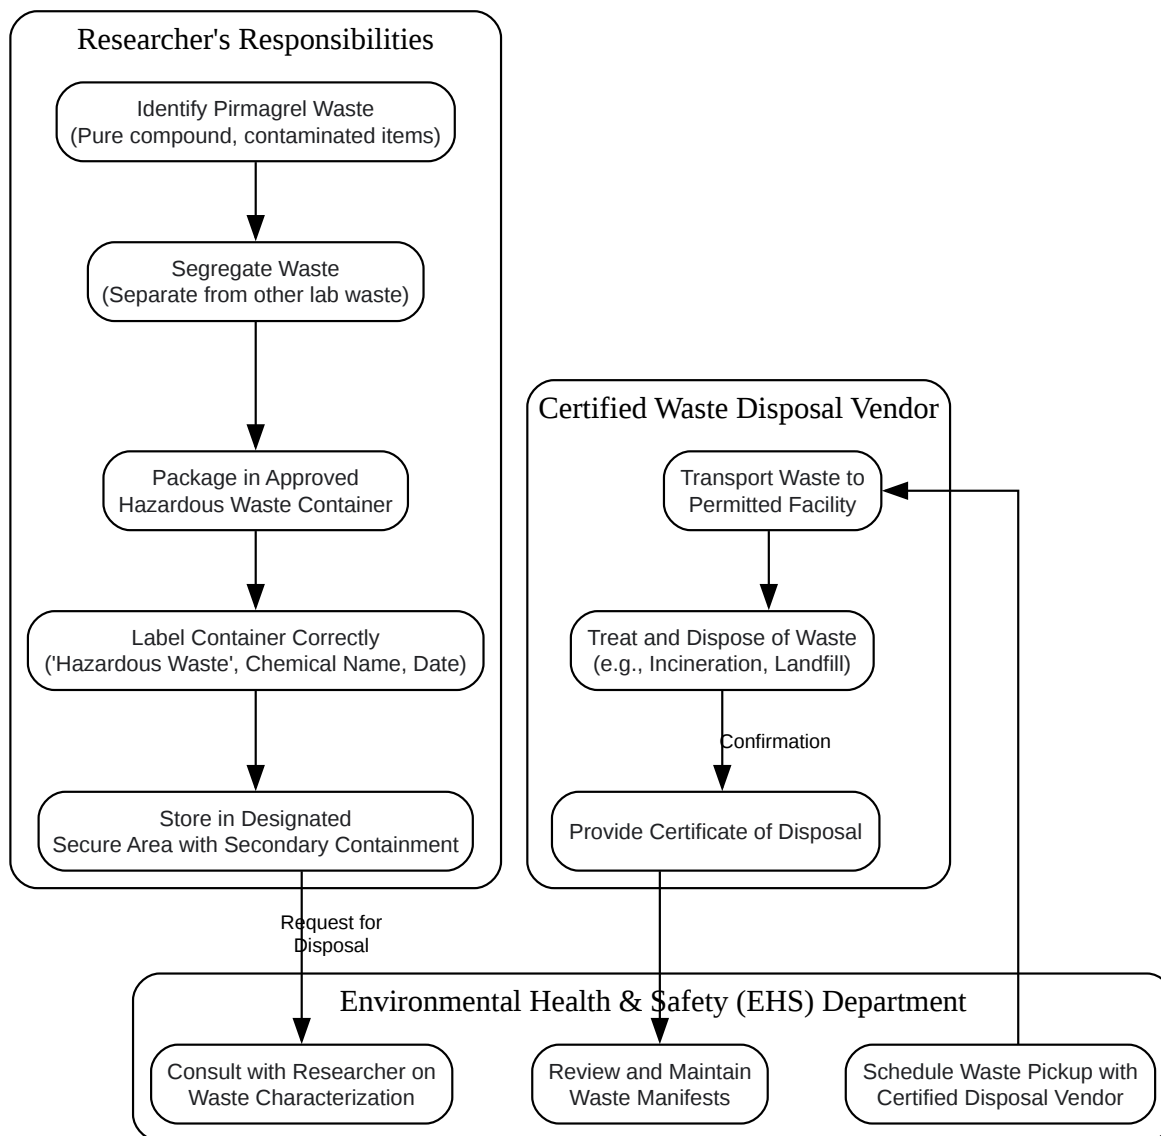 Researcher's Responsibilities
Identify Pirmagrel Waste
(Pure compound, contaminated items)
Segregate Waste
(Separate from other lab waste)
Package in Approved
Hazardous Waste Container
Label Container Correctly
('Hazardous Waste', Chemical Name, Date)
Store in Designated
Secure Area with Secondary Containment
Request for
Disposal
Certified Waste Disposal Vendor
Transport Waste to
Permitted Facility
Treat and Dispose of Waste
(e.g., Incineration, Landfill)
Confirmation
Provide Certificate of Disposal
Environmental Health & Safety (EHS) Department
Consult with Researcher on
Waste Characterization
Review and Maintain
Waste Manifests
Schedule Waste Pickup with
Certified Disposal Vendor